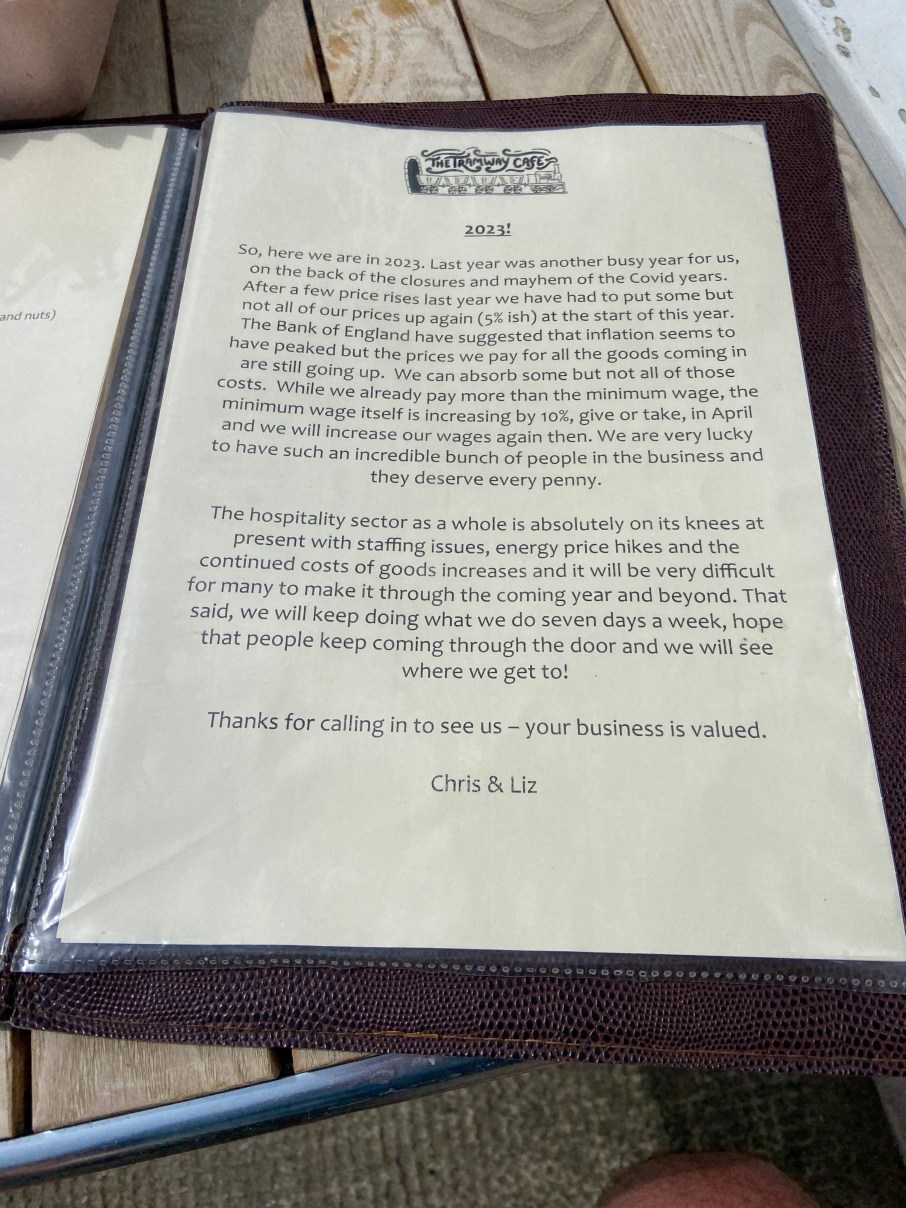 and nuts)
THE TRAMWAY CAFE
2023!
So, here we are in 2023. Last year was another busy year for us,
on the back of the closures and mayhem of the Covid years.
After a few price rises last year we have had to put some but
not all of our prices up again (5% ish) at the start of this year.
The Bank of England have suggested that inflation seems to
have peaked but the prices we pay for all the goods coming in
are still going up.  We can absorb some but not all of those
costs.  While we already pay more than the minimum wage, the
minimum wage itself is increasing by 10%, give or take, in April
and we will increase our wages again then. We are very lucky
to have such an incredible bunch of people in the business and
they deserve every penny.
The hospitality sector as a whole is absolutely on its knees at
present with staffing issues, energy price hikes and the
continued costs of goods increases and it will be very difficult
for many to make it through the coming year and beyond. That
said, we will keep doing what we do seven days a week, hope
that people keep coming through the door and we will see
where we get to!
Thanks for calling in to see us – your business is valued.
Chris & Liz